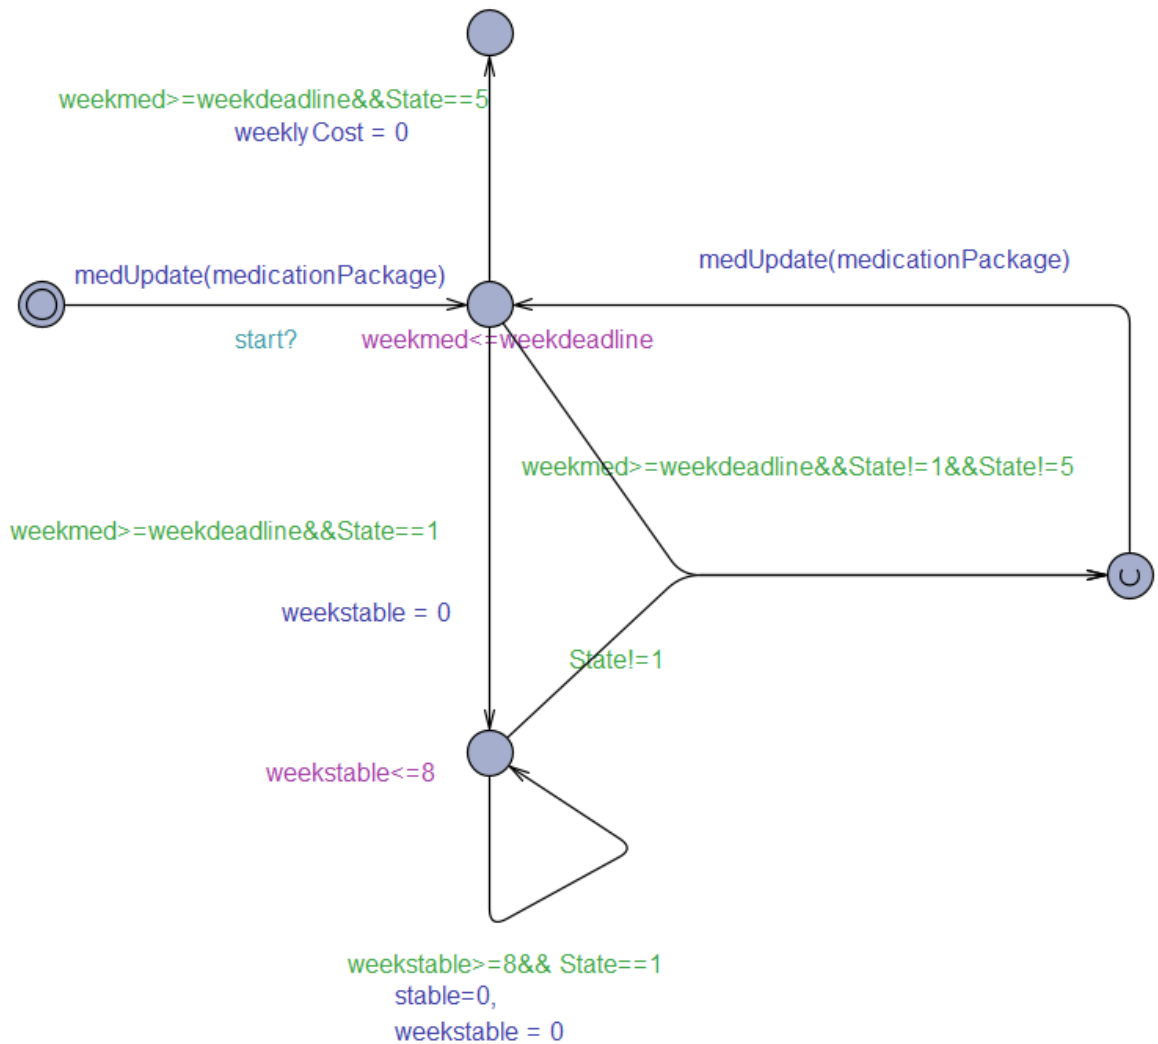 weekmed>=weekdeadline&&State==5
weeklyCost = 0
medUpdate(medicationPackage)
medUpdate(medicationPackage)
start?
weekmed<=weekdeadline
weekmed>=weekdeadline&&State!=1&&State!=5
weekmed>=weekdeadline&&State==1
C
weekstable = 0
State!=1
weekstable<=8
weekstable>=8&& State==1
stable=0,
weekstable = 0